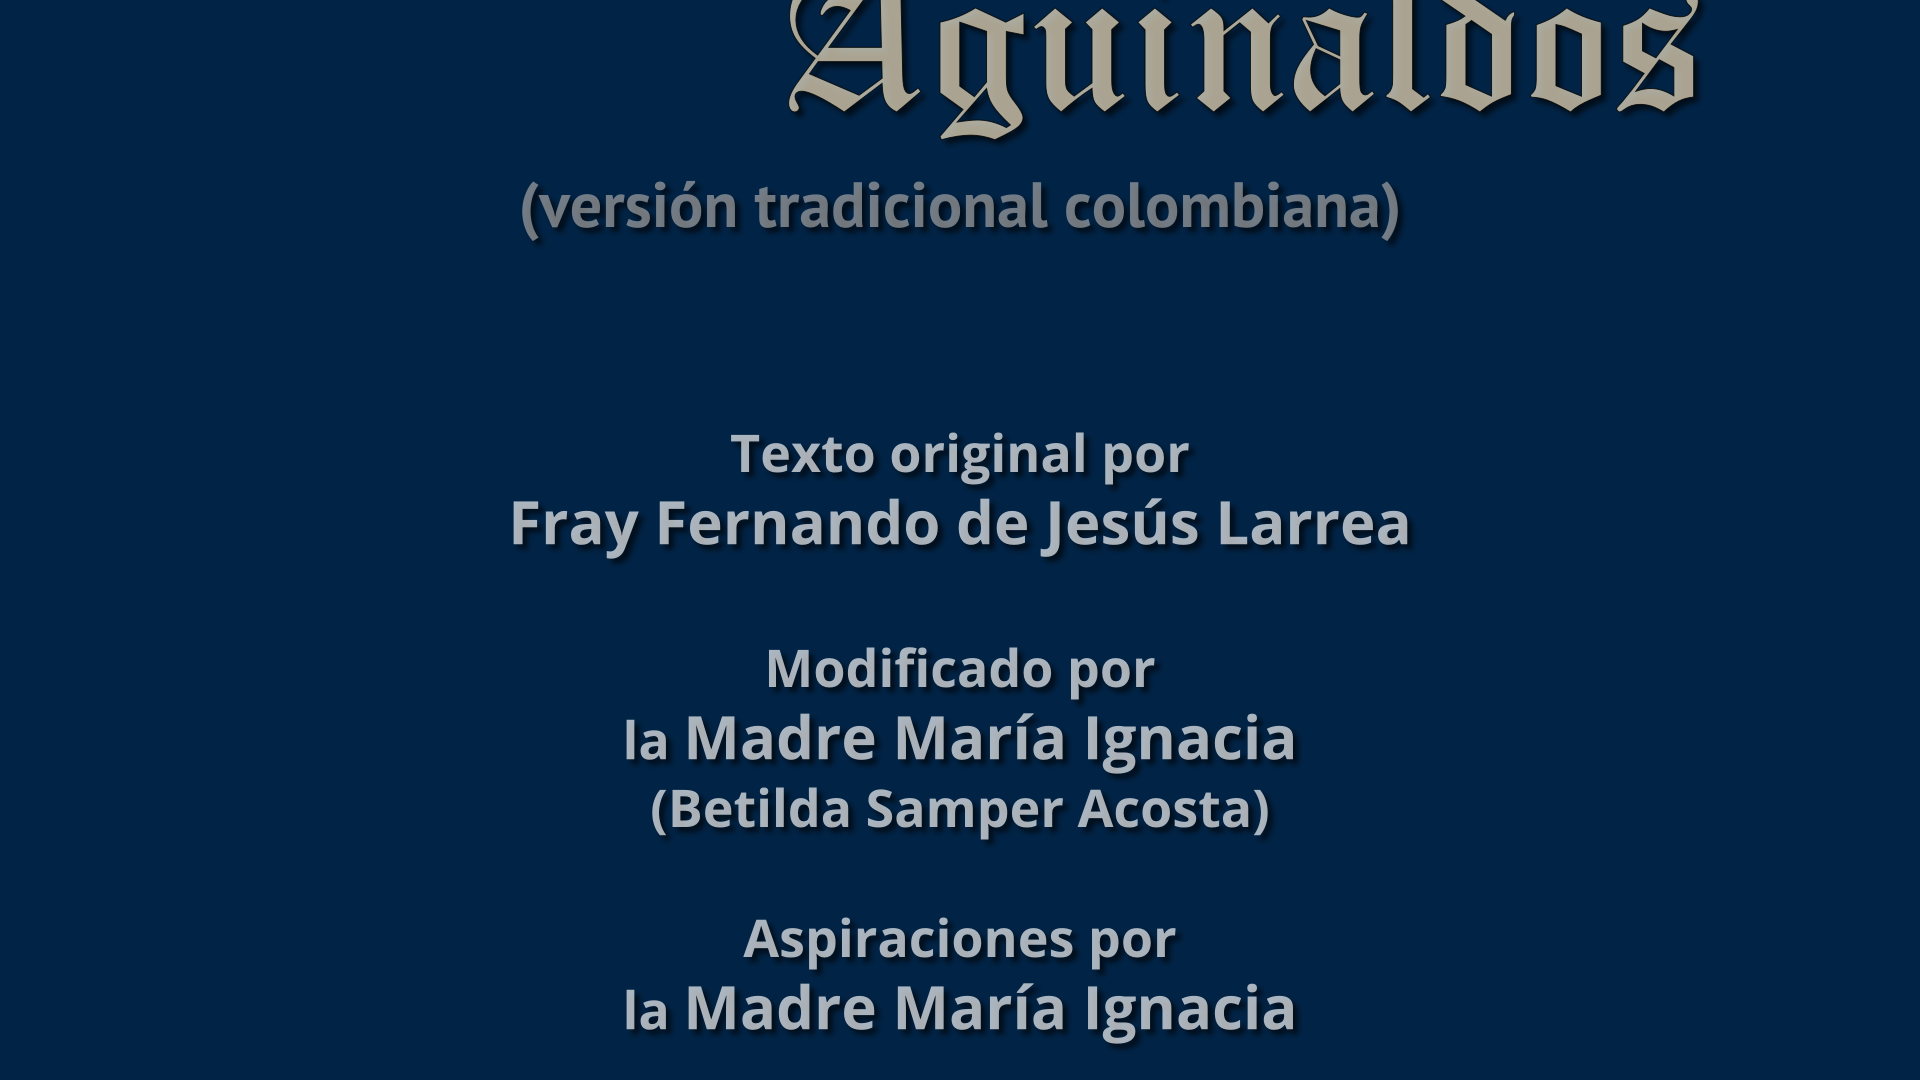 Aguinaldos
(versión tradicional colombiana)
Texto original por
Fray Fernando de Jesús Larrea
Modificado por
la Madre María Ignacia
(Betilda Samper Acosta)
Aspiraciones por
la Madre María Ignacia